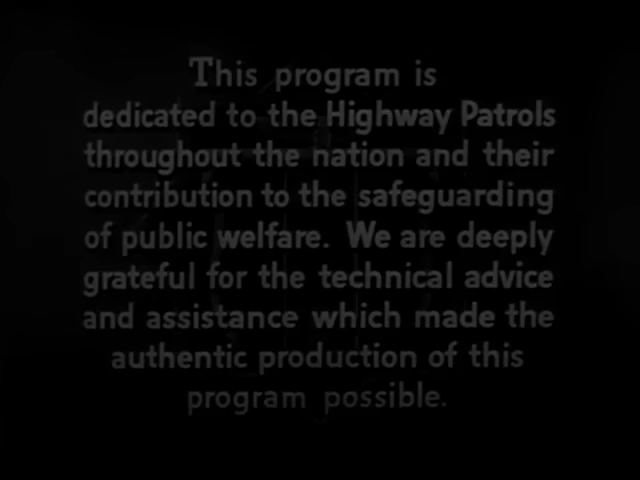 This program is
dedicated to the Highway Patrols
throughout the nation and their
contribution to the safeguarding
of public welfare. We are deeply
grateful for the technical advice
and assistance which made the
authentic production of this
program possible.